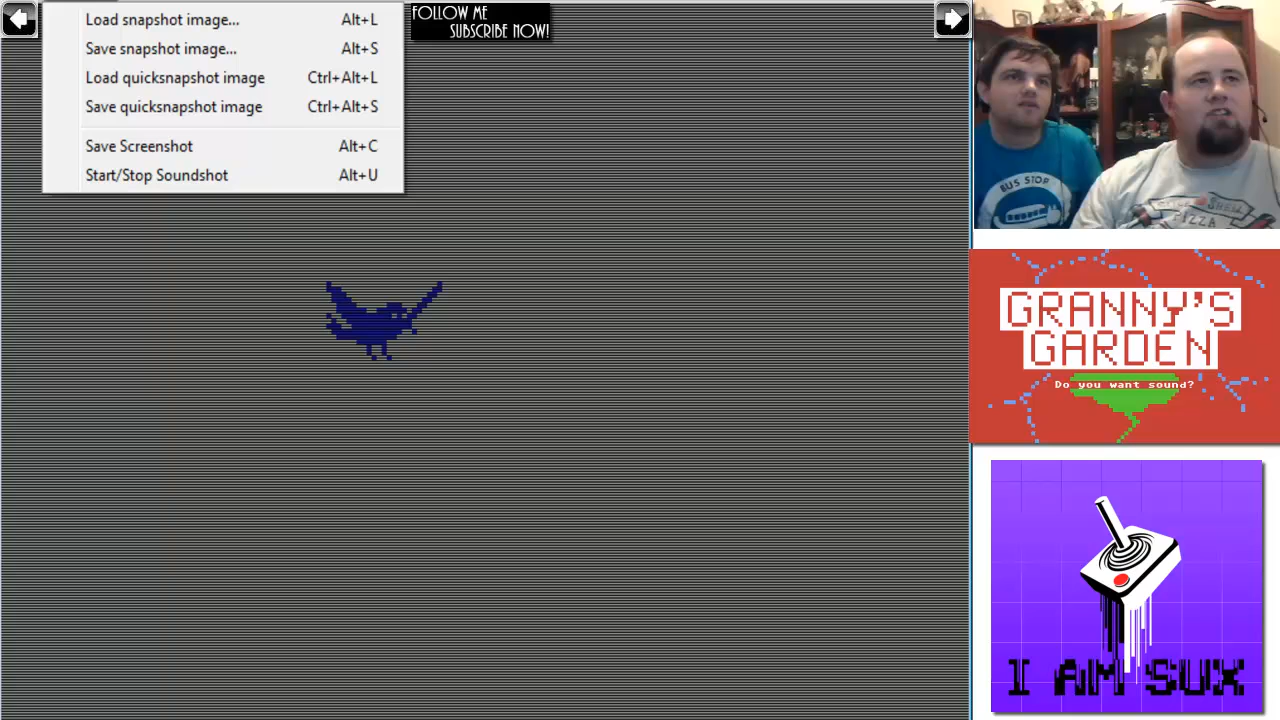 Load snapshot image... Alt+L
Save snapshot image... Alt+S
Load quicksnapshot image Ctrl+Alt+L
Save quicksnapshot image Ctrl+Alt+S
Save Screenshot Alt+C
Start/Stop Soundshot Alt+U
FOLLOW ME
SUBSCRIBE NOW!
BUS STOP
SHELL
PIZZA
GRANNY'S
GARDEN
Do you want sound?
I AM SUX